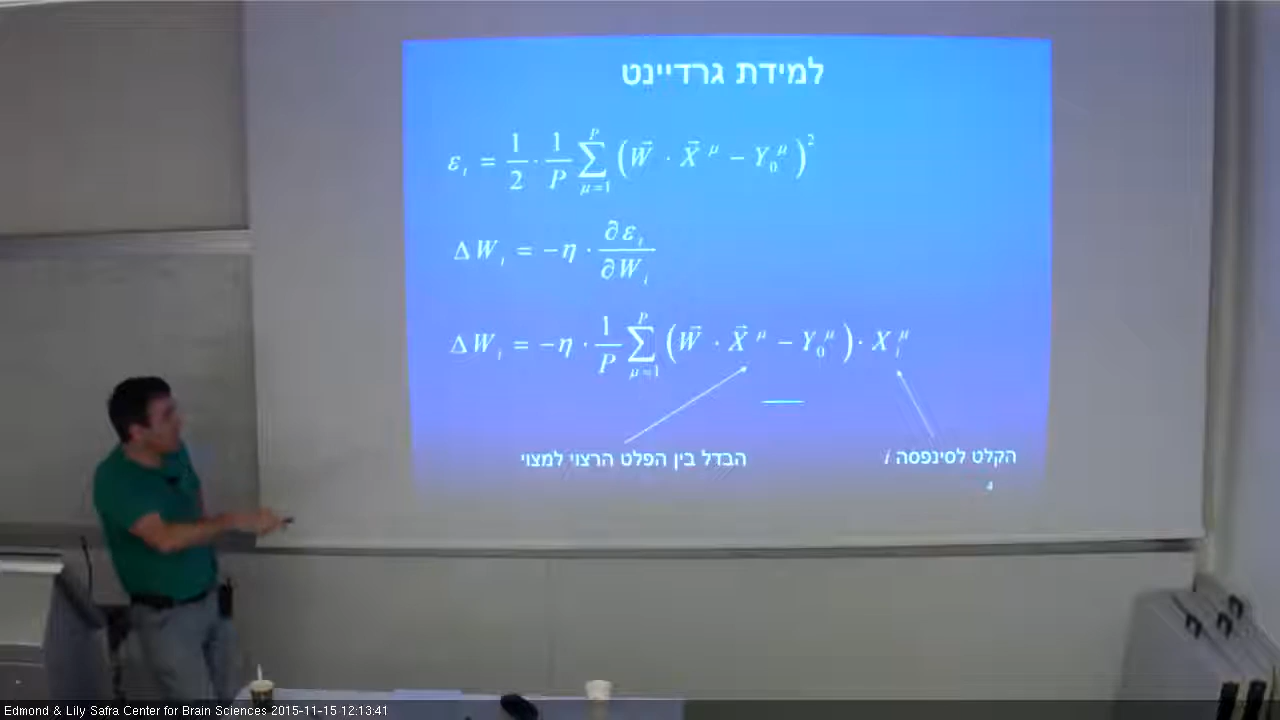 למידת גרדיינט
ε_t = 1/2 · 1/P Σ_{μ=1}^{P} (W⃗ · X⃗^μ − Y_0^μ)^2
ΔW_i = −η · ∂ε_t/∂W_i
ΔW_i = −η · 1/P Σ_{μ=1}^{P} (W⃗ · X⃗^μ − Y_0^μ) · X_i^μ
הבדל בין הפלט הרצוי למצוי
הקלט לסינפסה i
4
Edmond & Lily Safra Center for Brain Sciences 2015-11-15 12:13:41